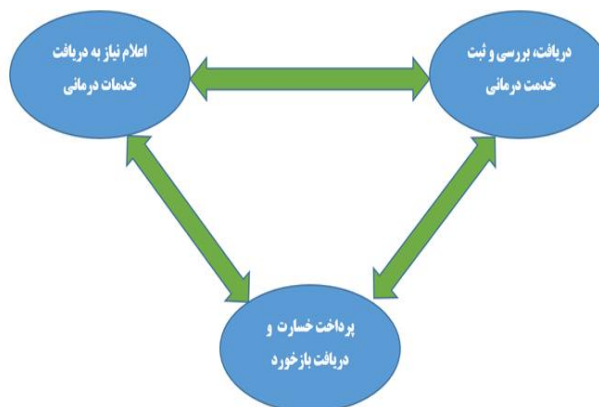 دریافت، بررسی و ثبت
خدمت درمانی
اعلام نیاز به دریافت
خدمات درمانی
پرداخت خسارت و
دریافت بازخورد